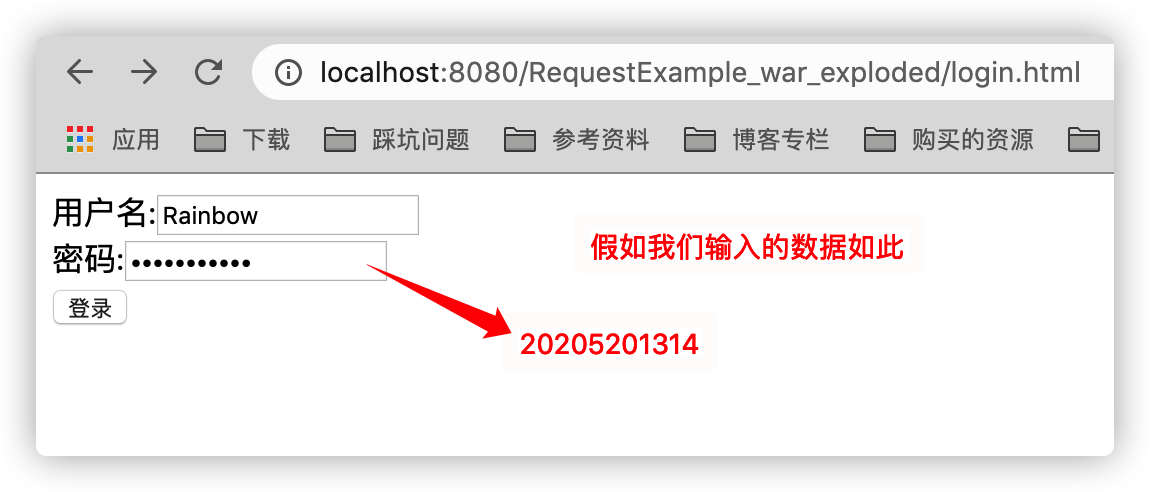 localhost:8080/RequestExample_war_exploded/login.html
应用 下载 踩坑问题 参考资料 博客专栏 购买的资源
用户名: Rainbow
假如我们输入的数据如此
密码: •••••••••••
登录
20205201314